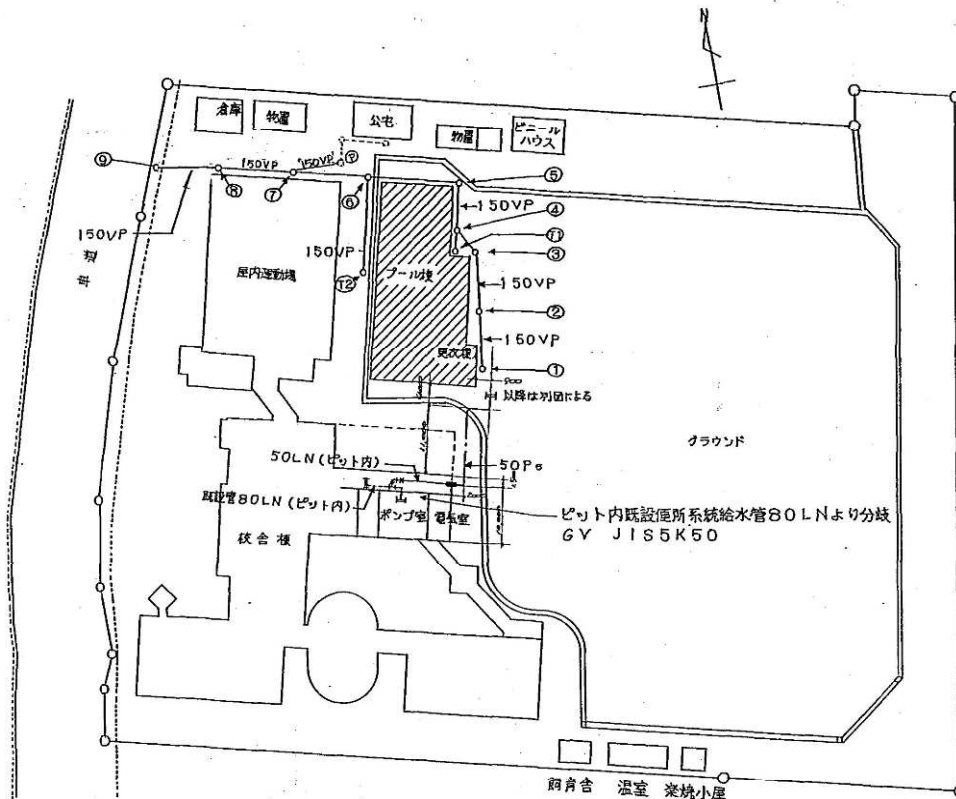 N
倉庫
物置
公宅
物置
ビニール
ハウス
⑨
150VP
150VP
⑧
⑦
⑥
⑤
150VP
④
⑪
③
150VP
車道
屋内運動場
150VP
⑫
プール棟
150VP
②
150VP
更衣棟
①
900
以降は別図による
グラウンド
50LN(ピット内)
50Pe
既設管80LN(ピット内)
ポンプ室
電気室
ピット内既設便所系統給水管80LNより分岐
GV JIS5K50
校舎棟
飼育舎
温室
楽焼小屋